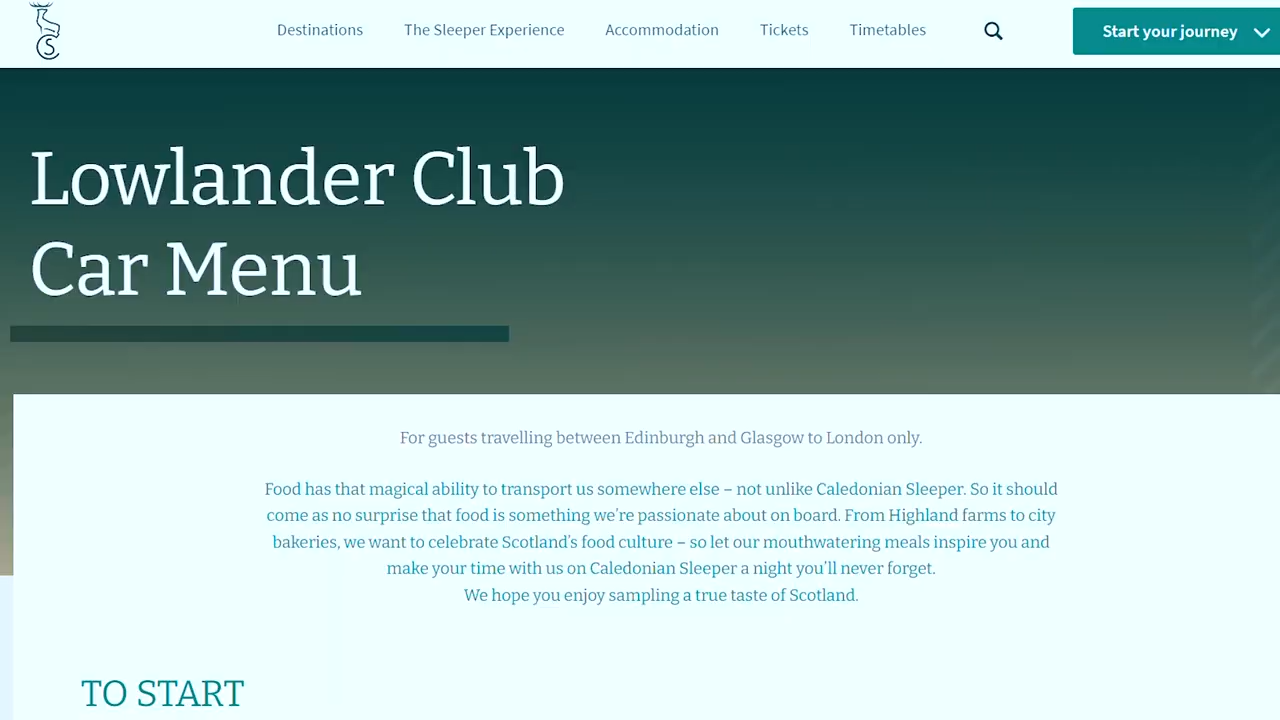 Destinations The Sleeper Experience Accommodation Tickets Timetables Start your journey
CS
Lowlander Club
Car Menu
For guests travelling between Edinburgh and Glasgow to London only.
Food has that magical ability to transport us somewhere else – not unlike Caledonian Sleeper. So it should
come as no surprise that food is something we're passionate about on board. From Highland farms to city
bakeries, we want to celebrate Scotland's food culture – so let our mouthwatering meals inspire you and
make your time with us on Caledonian Sleeper a night you'll never forget.
We hope you enjoy sampling a true taste of Scotland.
TO START